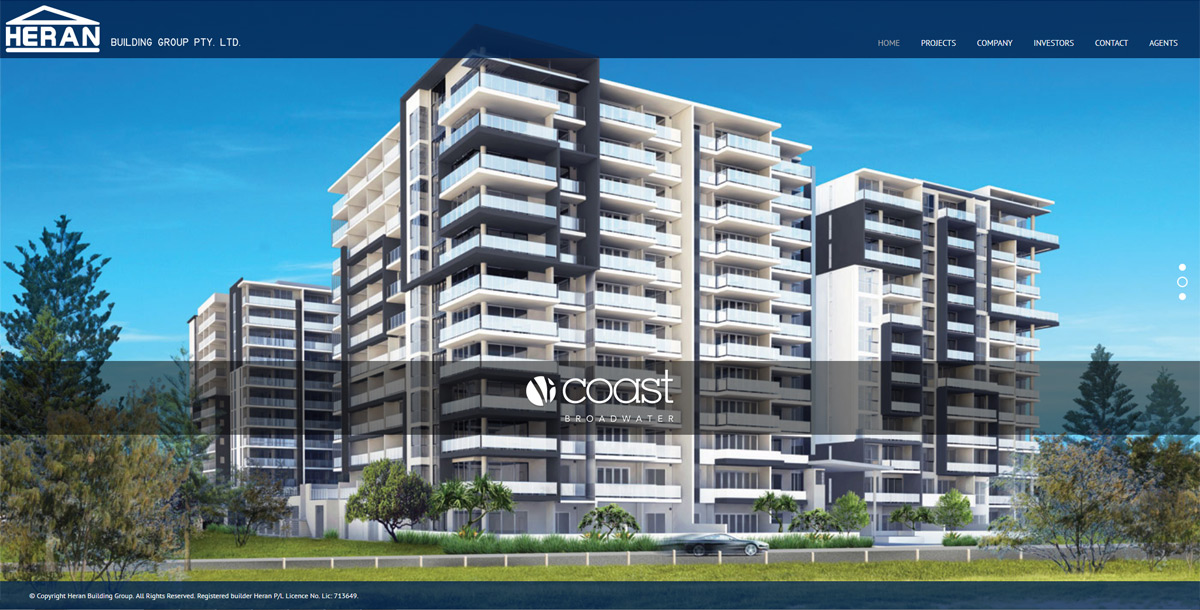 HERAN
BUILDING GROUP PTY. LTD.
HOME PROJECTS COMPANY INVESTORS CONTACT AGENTS
coast
BROADWATER
© Copyright Heran Building Group. All Rights Reserved. Registered builder Heran P/L Licence No. Lic: 713649.